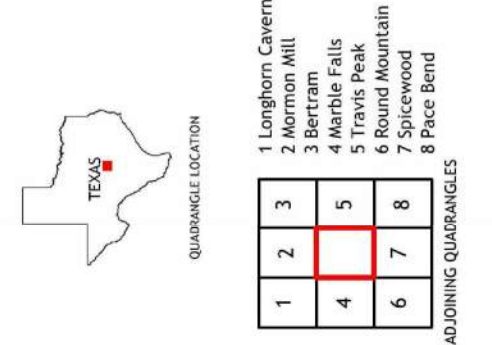 TEXAS
QUADRANGLE LOCATION
1 2 3
4 5
6 7 8
1 Longhorn Cavern
2 Mormon Mill
3 Bertram
4 Marble Falls
5 Travis Peak
6 Round Mountain
7 Spicewood
8 Pace Bend
ADJOINING QUADRANGLES